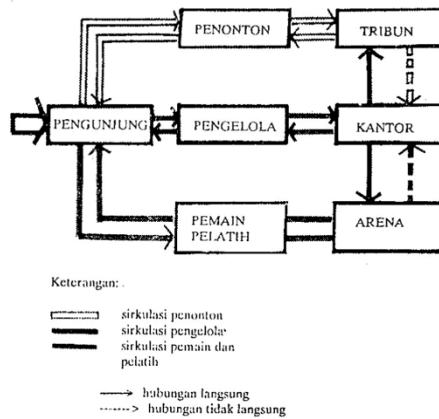 PENONTON
TRIBUN
PENGUNJUNG
PENGELOLA
KANTOR
PEMAIN
PELATIH
ARENA
Keterangan:
sirkulasi penonton
sirkulasi pengelola
sirkulasi pemain dan
pelatih
hubungan langsung
hubungan tidak langsung